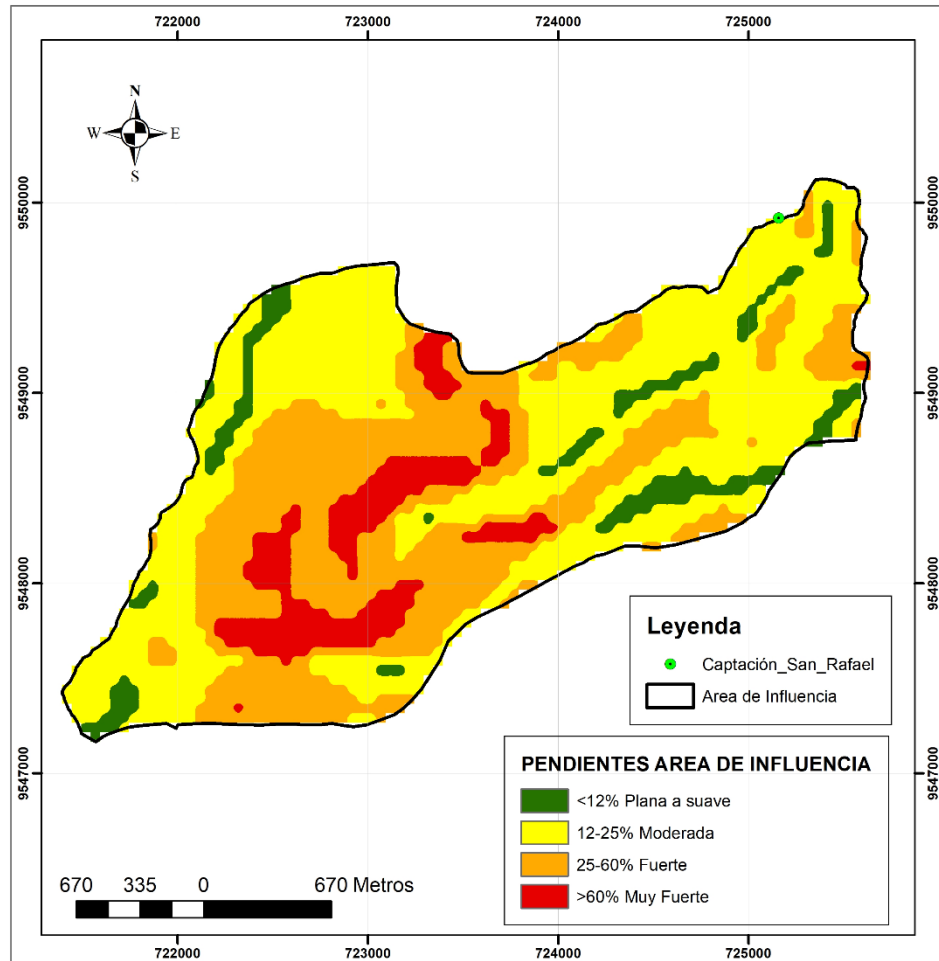 722000 723000 724000 725000
N
W E
S
9550000 9550000
9549000 9549000
9548000 9548000
9547000 9547000
Leyenda
Captación_San_Rafael
Area de Influencia
PENDIENTES AREA DE INFLUENCIA
<12% Plana a suave
12-25% Moderada
25-60% Fuerte
>60% Muy Fuerte
670 335 0 670 Metros
722000 723000 724000 725000